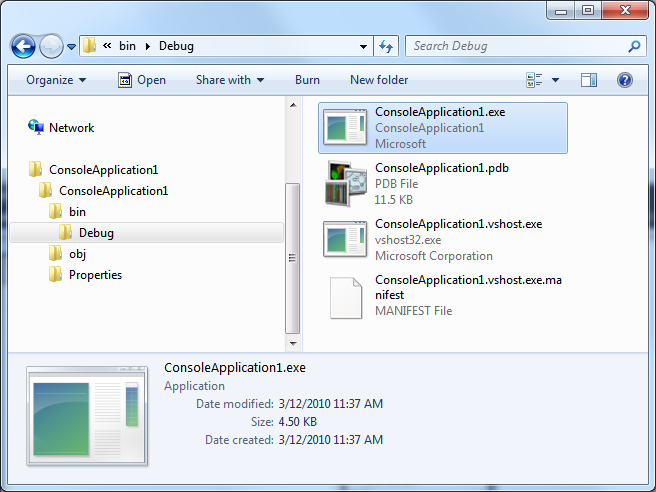 bin Debug
Search Debug
Organize Open Share with Burn New folder
Network
ConsoleApplication1
ConsoleApplication1
bin
Debug
obj
Properties
ConsoleApplication1.exe
ConsoleApplication1
Microsoft
ConsoleApplication1.pdb
PDB File
11.5 KB
ConsoleApplication1.vshost.exe
vshost32.exe
Microsoft Corporation
ConsoleApplication1.vshost.exe.ma
nifest
MANIFEST File
ConsoleApplication1.exe
Application
Date modified: 3/12/2010 11:37 AM
Size: 4.50 KB
Date created: 3/12/2010 11:37 AM